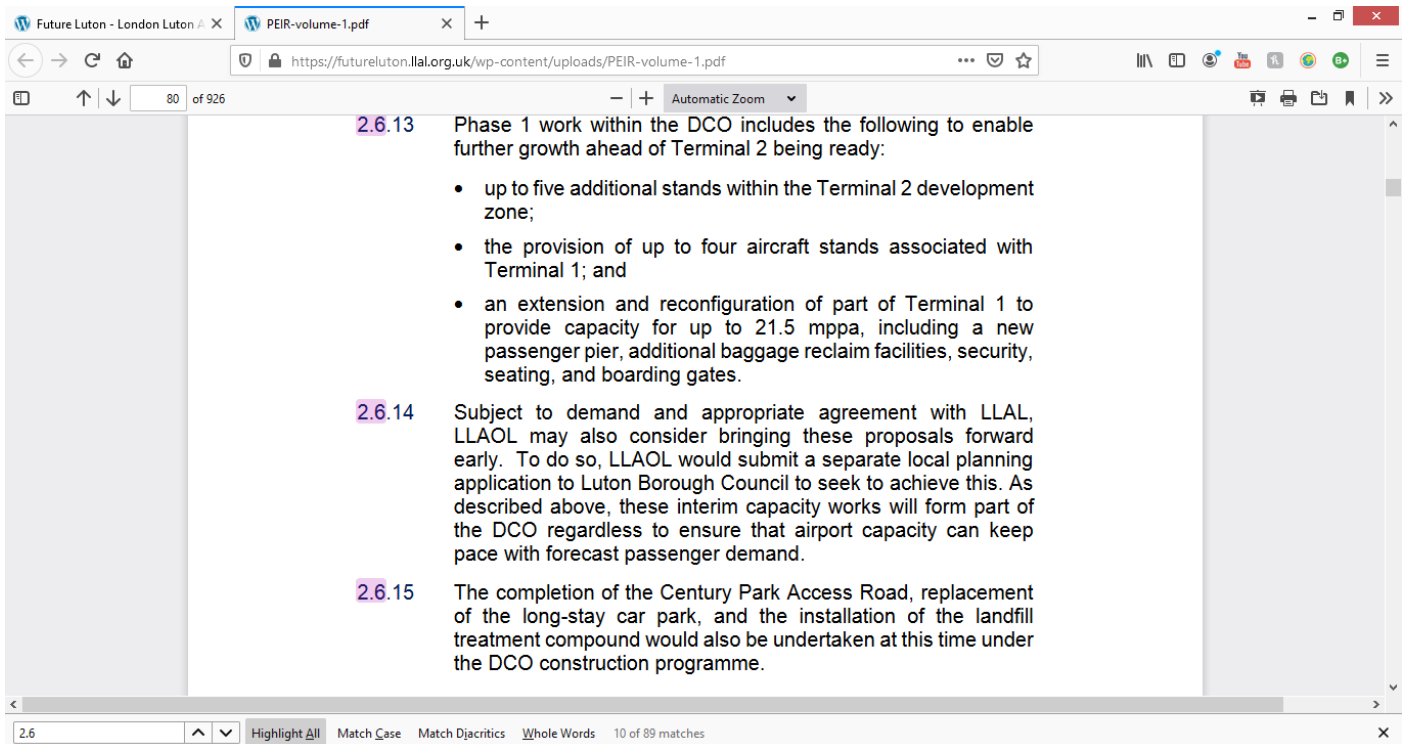 Future Luton - London Luton A
PEIR-volume-1.pdf
https://futureluton.llal.org.uk/wp-content/uploads/PEIR-volume-1.pdf
80 of 926
Automatic Zoom
2.6.13 Phase 1 work within the DCO includes the following to enable
further growth ahead of Terminal 2 being ready:
• up to five additional stands within the Terminal 2 development
zone;
• the provision of up to four aircraft stands associated with
Terminal 1; and
• an extension and reconfiguration of part of Terminal 1 to
provide capacity for up to 21.5 mppa, including a new
passenger pier, additional baggage reclaim facilities, security,
seating, and boarding gates.
2.6.14 Subject to demand and appropriate agreement with LLAL,
LLAOL may also consider bringing these proposals forward
early. To do so, LLAOL would submit a separate local planning
application to Luton Borough Council to seek to achieve this. As
described above, these interim capacity works will form part of
the DCO regardless to ensure that airport capacity can keep
pace with forecast passenger demand.
2.6.15 The completion of the Century Park Access Road, replacement
of the long-stay car park, and the installation of the landfill
treatment compound would also be undertaken at this time under
the DCO construction programme.
2.6 Highlight All Match Case Match Diacritics Whole Words 10 of 89 matches